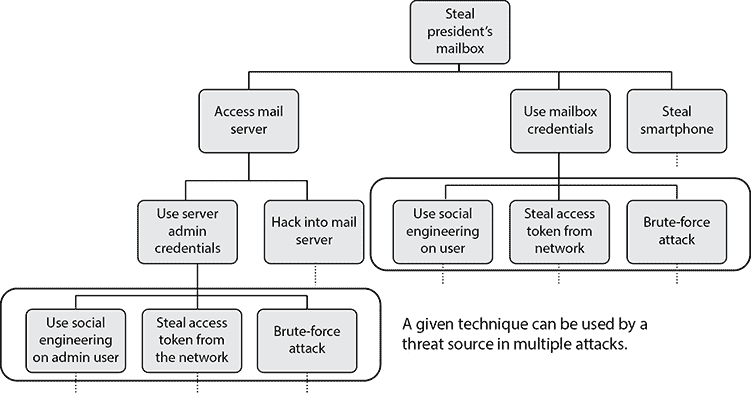 Steal
president's
mailbox
Access mail
server
Use mailbox
credentials
Steal
smartphone
Use server
admin
credentials
Hack into mail
server
Use social
engineering
on user
Steal access
token from
network
Brute-force
attack
Use social
engineering
on admin user
Steal access
token from
the network
Brute-force
attack
A given technique can be used by a
threat source in multiple attacks.